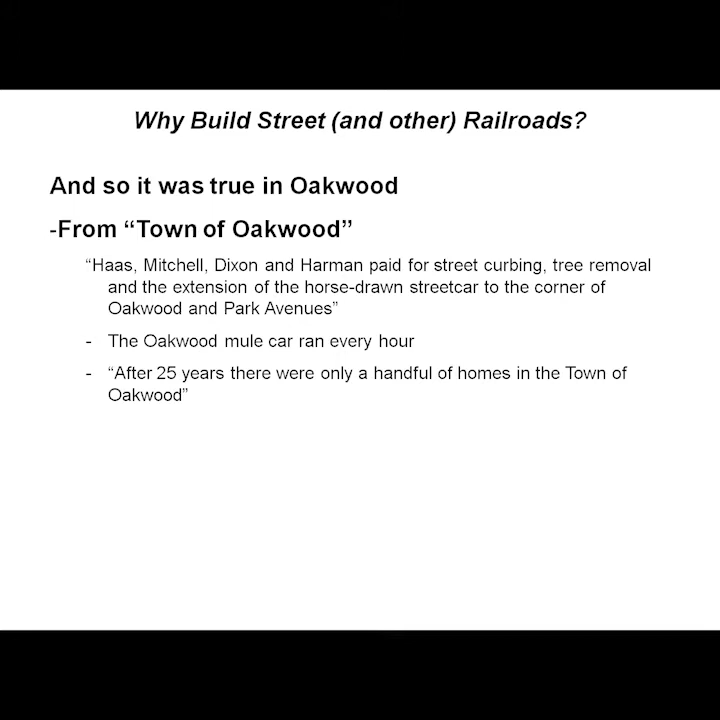 Why Build Street (and other) Railroads?
And so it was true in Oakwood
-From “Town of Oakwood”
“Haas, Mitchell, Dixon and Harman paid for street curbing, tree removal
and the extension of the horse-drawn streetcar to the corner of
Oakwood and Park Avenues”
- The Oakwood mule car ran every hour
- “After 25 years there were only a handful of homes in the Town of
Oakwood”